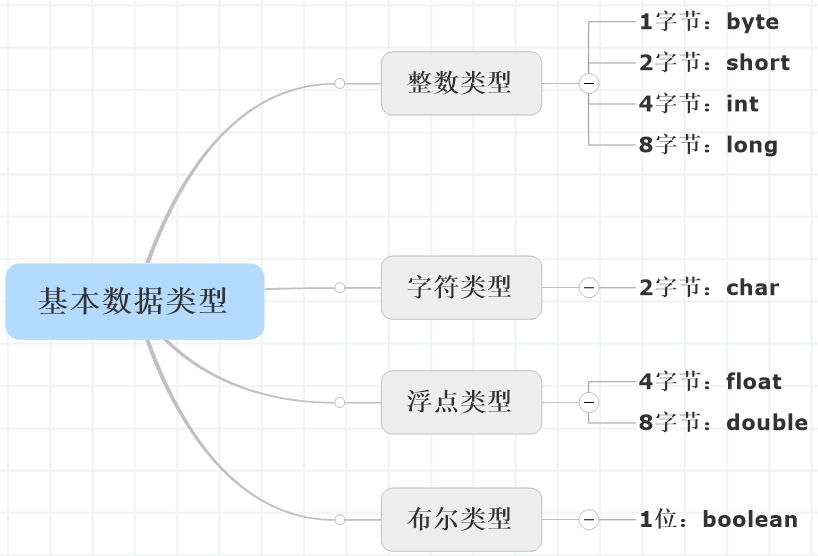 基本数据类型
整数类型
1字节：byte
2字节：short
4字节：int
8字节：long
字符类型
2字节：char
浮点类型
4字节：float
8字节：double
布尔类型
1位：boolean